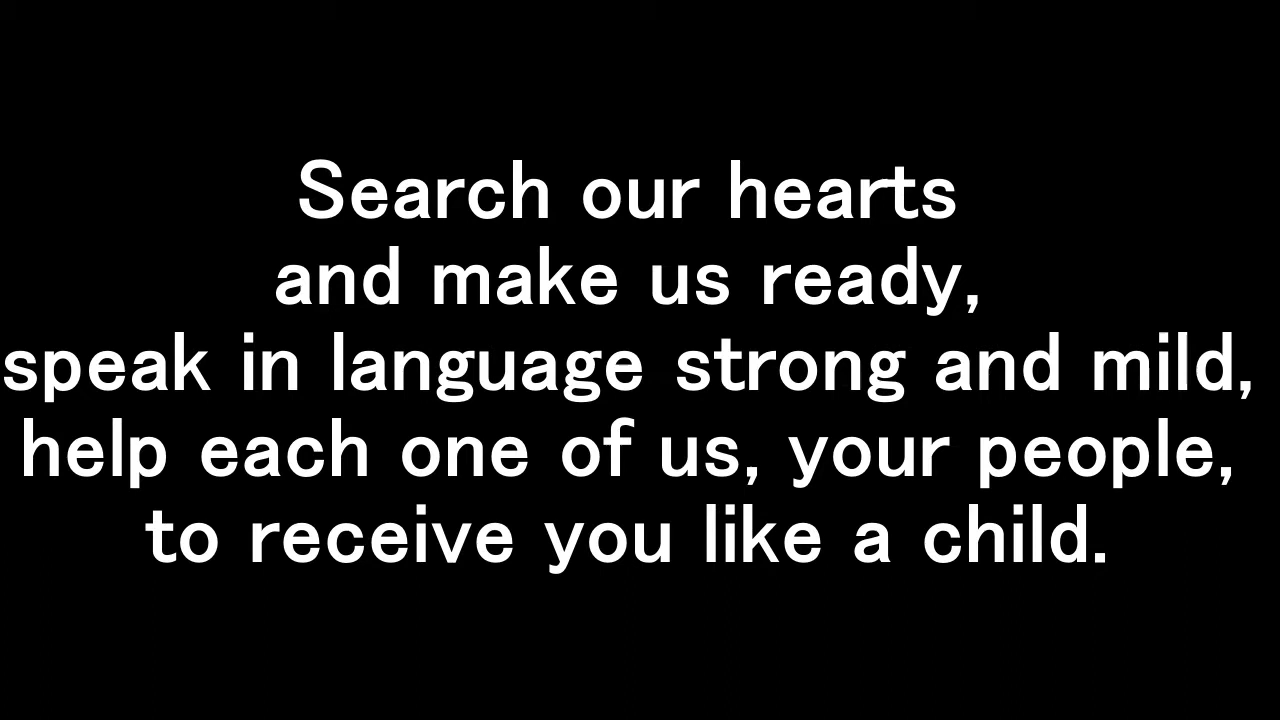 Search our hearts
and make us ready,
speak in language strong and mild,
help each one of us, your people,
to receive you like a child.